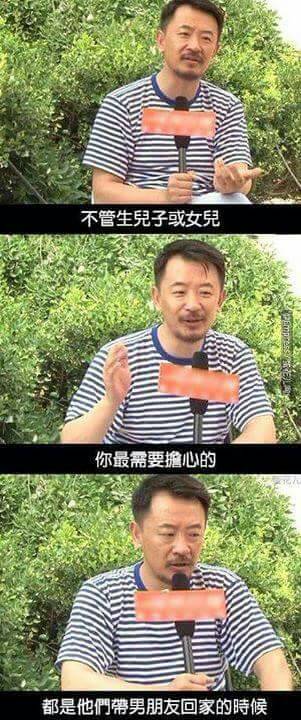 不管生兒子或女兒
你最需要擔心的
都是他們帶男朋友回家的時候